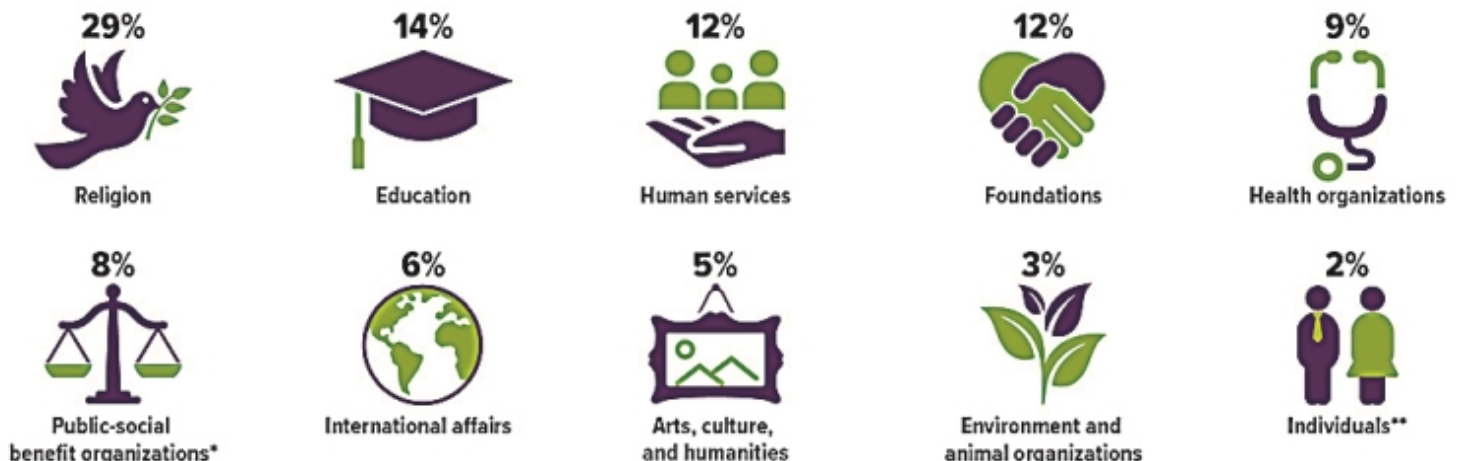 29%
14%
12%
12%
9%
Religion
Education
Human services
Foundations
Health organizations
8%
6%
5%
3%
2%
Public-social
benefit organizations*
International affairs
Arts, culture,
and humanities
Environment and
animal organizations
Individuals**